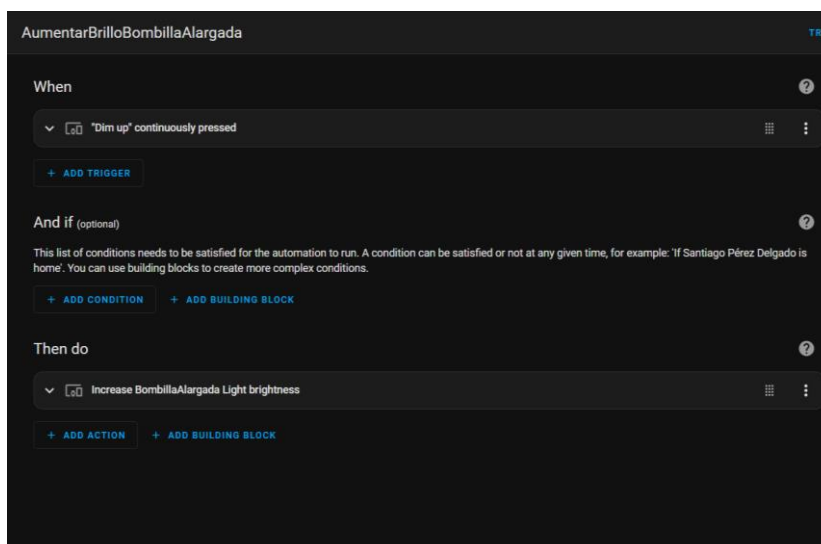 AumentarBrilloBombillaAlargada
When
"Dim up" continuously pressed
+ ADD TRIGGER
And if (optional)
This list of conditions needs to be satisfied for the automation to run. A condition can be satisfied or not at any given time, for example: 'If Santiago Pérez Delgado is
home'. You can use building blocks to create more complex conditions.
+ ADD CONDITION + ADD BUILDING BLOCK
Then do
Increase BombillaAlargada Light brightness
+ ADD ACTION + ADD BUILDING BLOCK